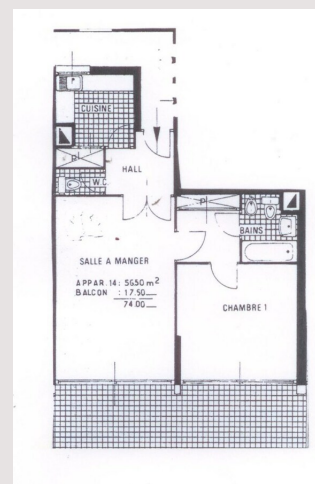 CUISINE
HALL
W.C
BAINS
SALLE A MANGER
APPAR.14: 56.50 m²
BALCON : 17.50
74.00
CHAMBRE 1
P
P